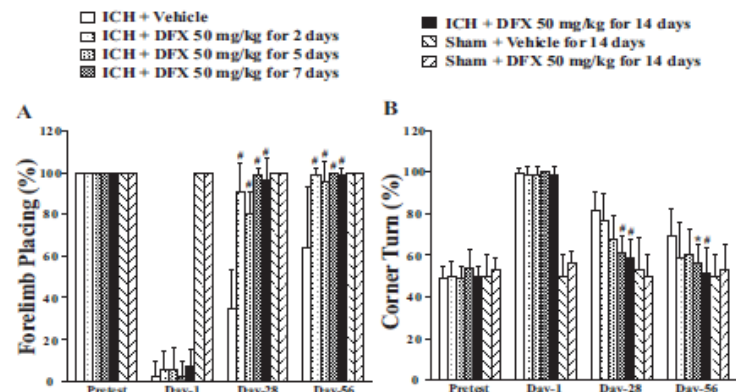 ICH + Vehicle
ICH + DFX 50 mg/kg for 2 days
ICH + DFX 50 mg/kg for 5 days
ICH + DFX 50 mg/kg for 7 days
ICH + DFX 50 mg/kg for 14 days
Sham + Vehicle for 14 days
Sham + DFX 50 mg/kg for 14 days
A
Forelimb Placing (%)
120
100
80
60
40
20
0
# # # #
# # # #
Pretest Day-1 Day-28 Day-56
B
Corner Turn (%)
120
100
80
60
40
20
0
# #
* #
Pretest Day-1 Day-28 Day-56